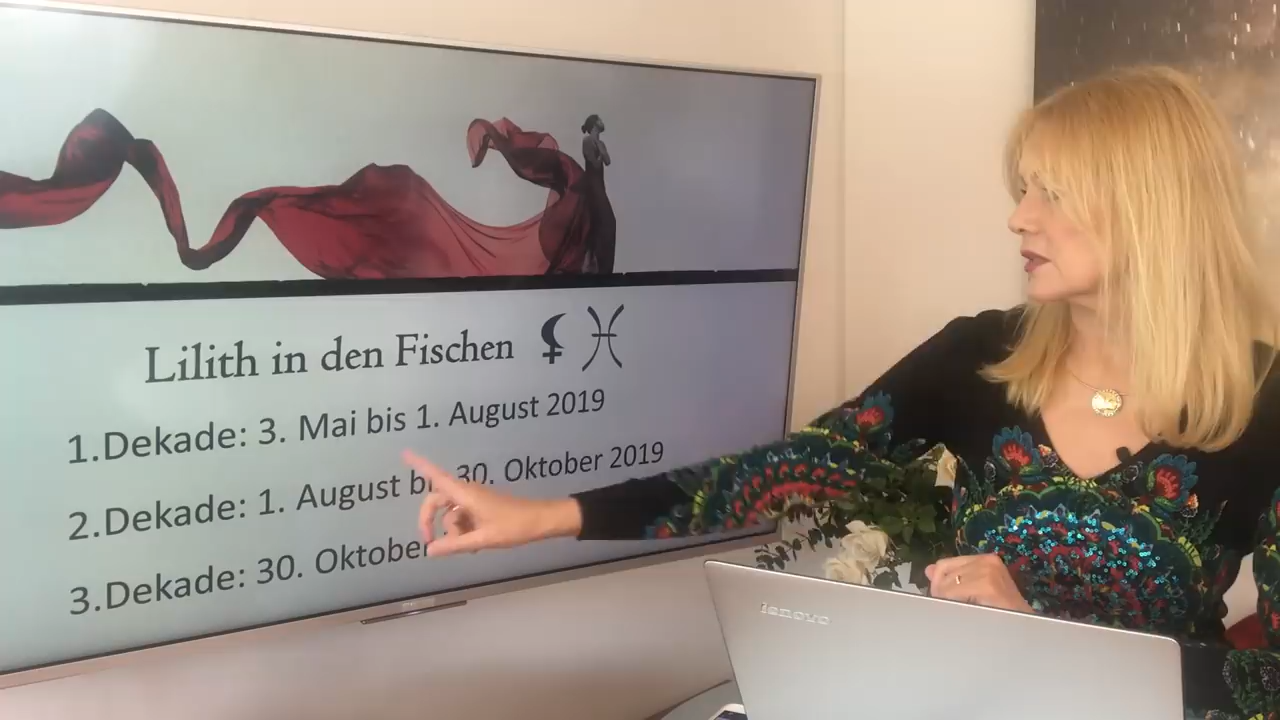 Lilith in den Fischen
1.Dekade: 3. Mai bis 1. August 2019
2.Dekade: 1. August 30. Oktober 2019
3.Dekade: 30. Oktober
lenovo